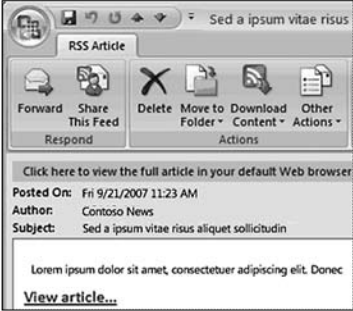 Sed a ipsum vitae risus
RSS Article
Forward Share This Feed Delete Move to Folder Download Content Other Actions
Respond Actions
Click here to view the full article in your default Web browser
Posted On: Fri 9/21/2007 11:23 AM
Author: Contoso News
Subject: Sed a ipsum vitae risus aliquet sollicitudin
Lorem ipsum dolor sit amet, consectetuer adipiscing elit. Donec
View article...